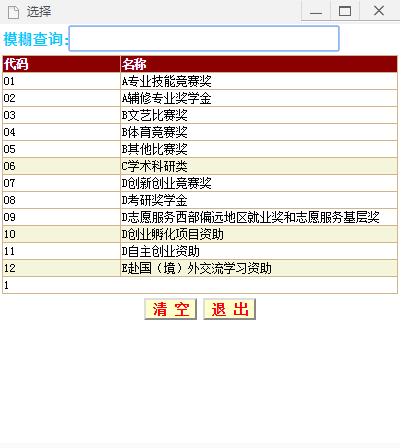 选择
模糊查询:
代码 名称
01 A专业技能竞赛奖
02 A辅修专业奖学金
03 B文艺比赛奖
04 B体育竞赛奖
05 B其他比赛奖
06 C学术科研类
07 D创新创业竞赛奖
08 D考研奖学金
09 D志愿服务西部偏远地区就业奖和志愿服务基层奖
10 D创业孵化项目资助
11 D自主创业资助
12 E赴国（境）外交流学习资助
1
清 空 退 出